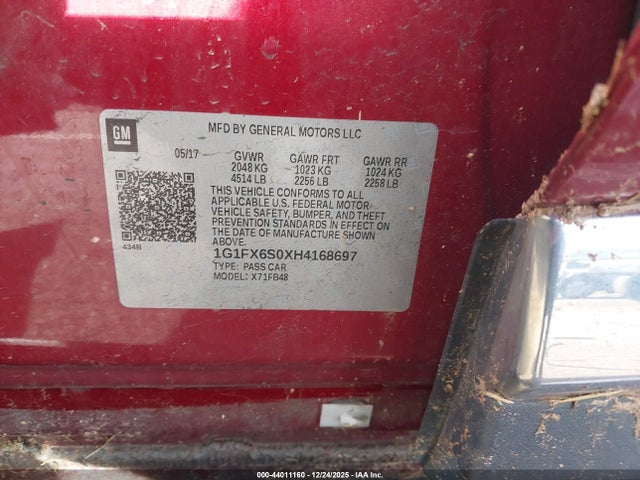 GM
MFD BY GENERAL MOTORS LLC
05/17 GVWR GAWR FRT GAWR RR
2048 KG 1023 KG 1024 KG
4514 LB 2256 LB 2258 LB
THIS VEHICLE CONFORMS TO ALL
APPLICABLE U.S. FEDERAL MOTOR
VEHICLE SAFETY, BUMPER, AND THEFT
PREVENTION STANDARDS IN EFFECT ON
THE DATE OF MANUFACTURE SHOWN
ABOVE.
434B
1G1FX6S0XH4168697
TYPE: PASS CAR
MODEL: X71FB48
000-44011160 • 12/24/2025 • IAA Inc.